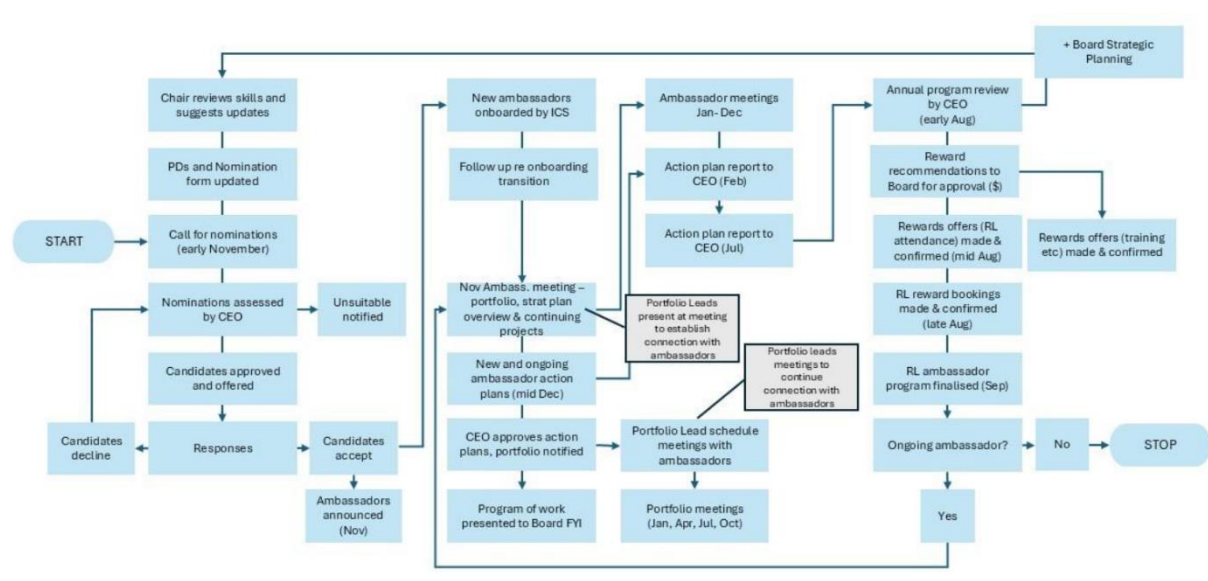 + Board Strategic
Planning
Chair reviews skills and
suggests updates
PDs and Nomination
form updated
START
Call for nominations
(early November)
Nominations assessed
by CEO
Unsuitable
notified
Candidates approved
and offered
Candidates
decline
Responses
Candidates
accept
Ambassadors
announced
(Nov)
New ambassadors
onboarded by ICS
Follow up re onboarding
transition
Nov Ambass. meeting –
portfolio, strat plan
overview & continuing
projects
Portfolio Leads
present at meeting
to establish
connection with
ambassadors
New and ongoing
ambassador action
plans (mid Dec)
CEO approves action
plans, portfolio notified
Program of work
presented to Board FYI
Ambassador meetings
Jan- Dec
Action plan report to
CEO (Feb)
Action plan report to
CEO (Jul)
Portfolio leads
meetings to
continue
connection with
ambassadors
Portfolio Lead schedule
meetings with
ambassadors
Portfolio meetings
(Jan, Apr, Jul, Oct)
Annual program review
by CEO
(early Aug)
Reward
recommendations to
Board for approval ($)
Rewards offers (RL
attendance) made &
confirmed (mid Aug)
Rewards offers (training
etc) made & confirmed
RL reward bookings
made & confirmed
(late Aug)
RL ambassador
program finalised (Sep)
Ongoing ambassador?
No
STOP
Yes